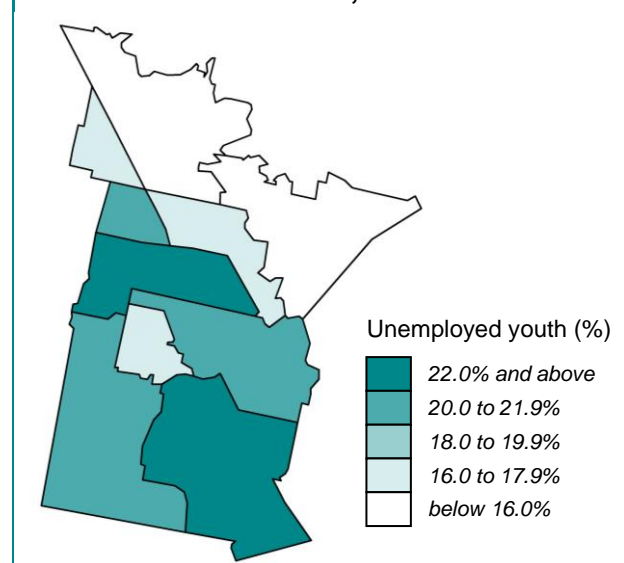 Unemployed youth (%)
22.0% and above
20.0 to 21.9%
18.0 to 19.9%
16.0 to 17.9%
below 16.0%